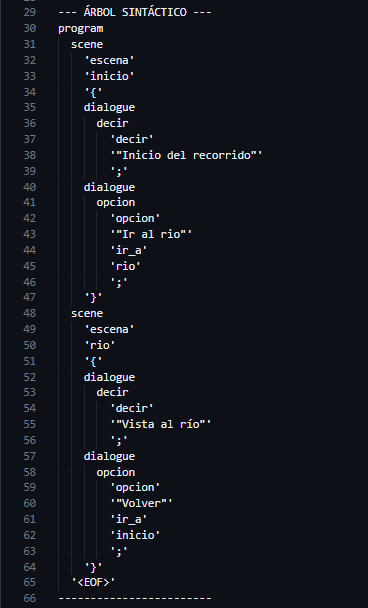 29 --- ÁRBOL SINTÁCTICO ---
30 program
31 scene
32 'escena'
33 'inicio'
34 '{'
35 dialogue
36 decir
37 'decir'
38 '"Inicio del recorrido"'
39 ';'
40 dialogue
41 opcion
42 'opcion'
43 '"Ir al rio"'
44 'ir_a'
45 'rio'
46 ';'
47 '}'
48 scene
49 'escena'
50 'rio'
51 '{'
52 dialogue
53 decir
54 'decir'
55 '"Vista al río"'
56 ';'
57 dialogue
58 opcion
59 'opcion'
60 '"Volver"'
61 'ir_a'
62 'inicio'
63 ';'
64 '}'
65 '<EOF>'
66 ------------------------